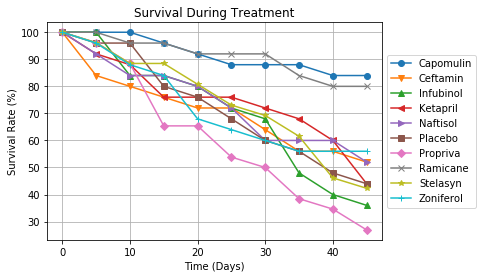 Survival During Treatment
Survival Rate (%)
100
90
80
70
60
50
40
30
0
10
20
30
40
Time (Days)
Capomulin
Ceftamin
Infubinol
Ketapril
Naftisol
Placebo
Propriva
Ramicane
Stelasyn
Zoniferol